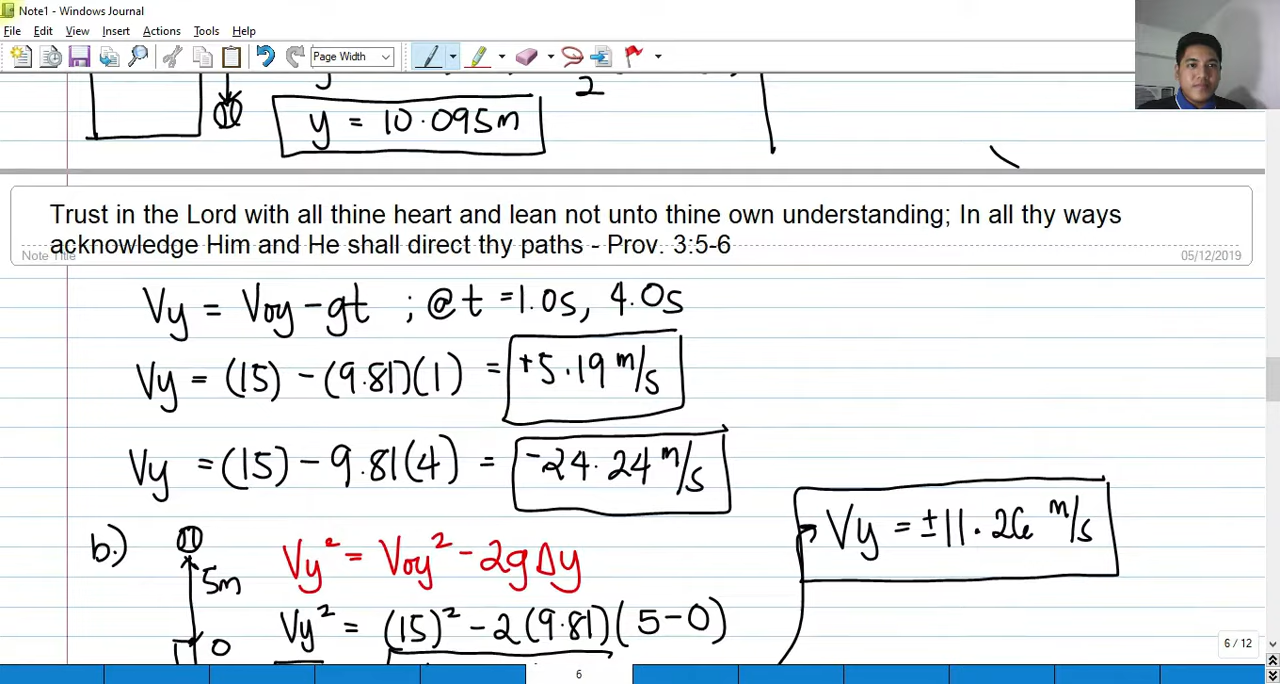 Note1 - Windows Journal
File Edit View Insert Actions Tools Help
Page Width
2
y = 10.095m
Trust in the Lord with all thine heart and lean not unto thine own understanding; In all thy ways
acknowledge Him and He shall direct thy paths - Prov. 3:5-6
Note Title
05/12/2019
Vy = Voy - gt ; @ t = 1.0s, 4.0s
Vy = (15) - (9.81)(1) = +5.19 m/s
Vy = (15) - 9.81(4) = -24.24 m/s
Vy = ±11.26 m/s
b.)
5m
0
Vy² = Voy² - 2gΔy
Vy² = (15)² - 2(9.81)(5-0)
6 / 12
6